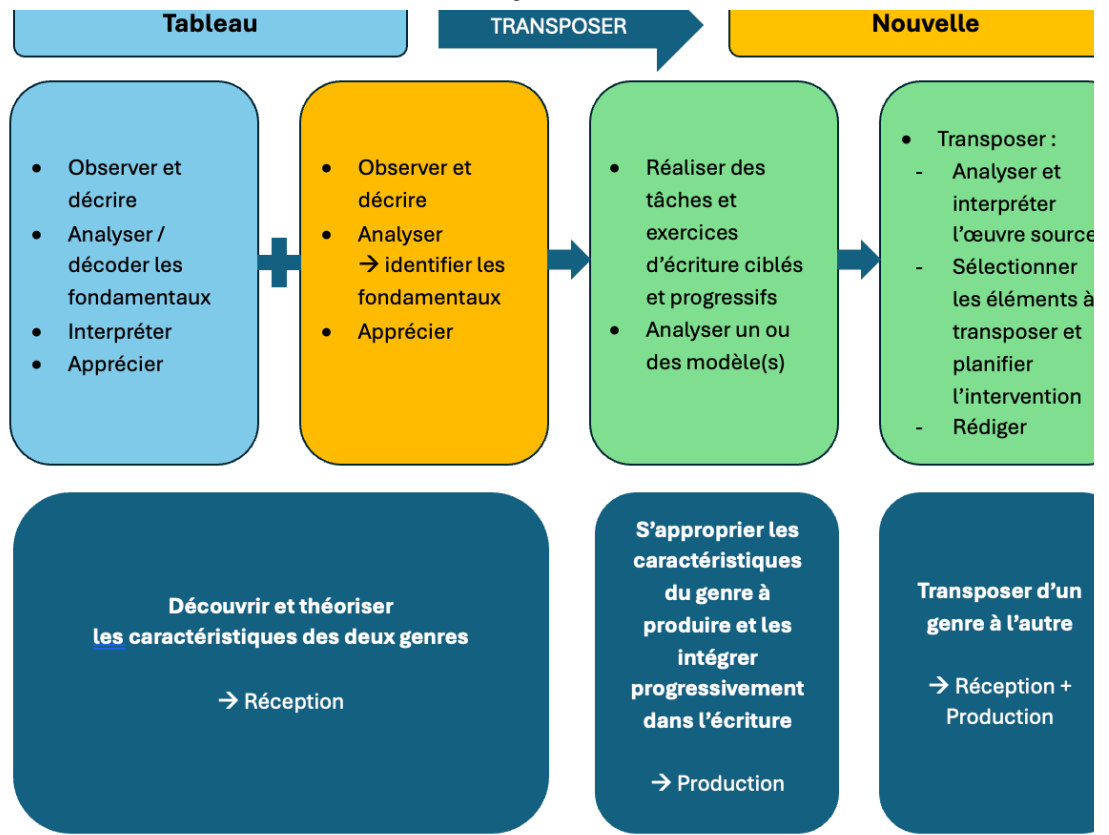 Tableau
TRANSPOSER
Nouvelle
• Observer et
décrire
• Analyser /
décoder les
fondamentaux
• Interpréter
• Apprécier
• Observer et
décrire
• Analyser
→ identifier les
fondamentaux
• Apprécier
• Réaliser des
tâches et
exercices
d’écriture ciblés
et progressifs
• Analyser un ou
des modèle(s)
• Transposer :
- Analyser et
interpréter
l’œuvre source
- Sélectionner
les éléments à
transposer et
planifier
l’intervention
- Rédiger
Découvrir et théoriser
les caractéristiques des deux genres
→ Réception
S’approprier les
caractéristiques
du genre à
produire et les
intégrer
progressivement
dans l’écriture
→ Production
Transposer d’un
genre à l’autre
→ Réception +
Production